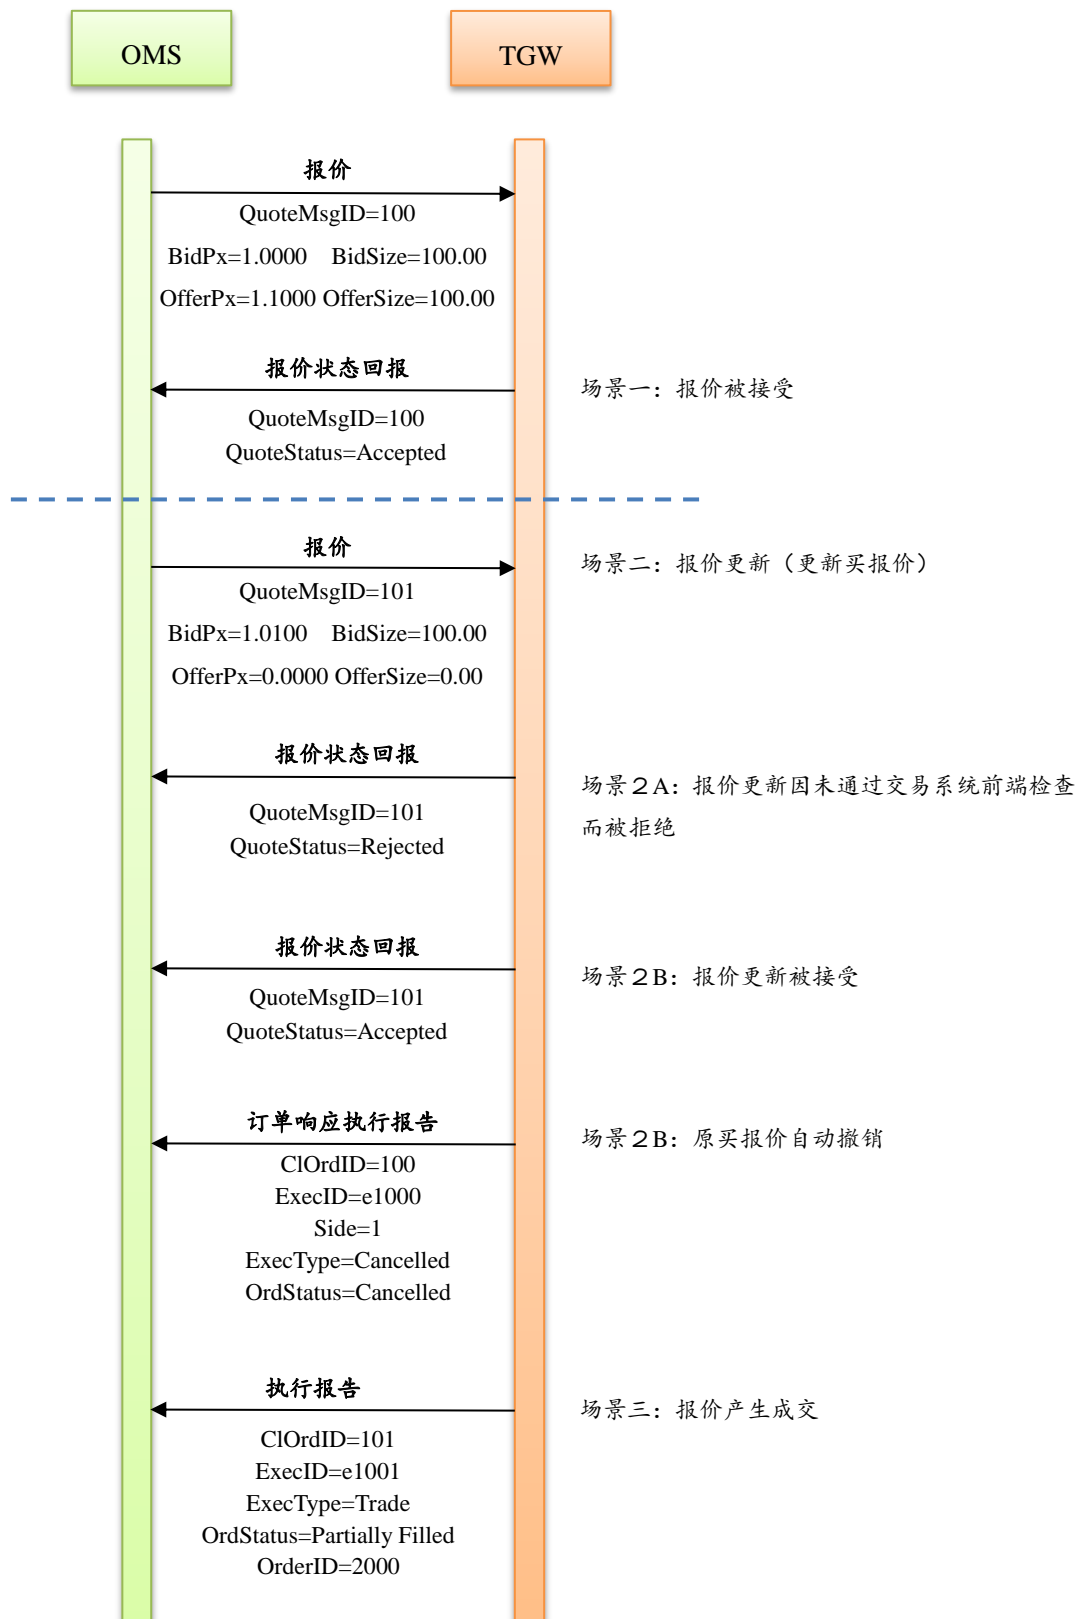 OMS
TGW
报价
QuoteMsgID=100
BidPx=1.0000 BidSize=100.00
OfferPx=1.1000 OfferSize=100.00
报价状态回报
场景一：报价被接受
QuoteMsgID=100
QuoteStatus=Accepted
报价
场景二：报价更新（更新买报价）
QuoteMsgID=101
BidPx=1.0100 BidSize=100.00
OfferPx=0.0000 OfferSize=0.00
报价状态回报
场景２A：报价更新因未通过交易系统前端检查
而被拒绝
QuoteMsgID=101
QuoteStatus=Rejected
报价状态回报
场景２B：报价更新被接受
QuoteMsgID=101
QuoteStatus=Accepted
订单响应执行报告
场景２B：原买报价自动撤销
ClOrdID=100
ExecID=e1000
Side=1
ExecType=Cancelled
OrdStatus=Cancelled
执行报告
场景三：报价产生成交
ClOrdID=101
ExecID=e1001
ExecType=Trade
OrdStatus=Partially Filled
OrderID=2000